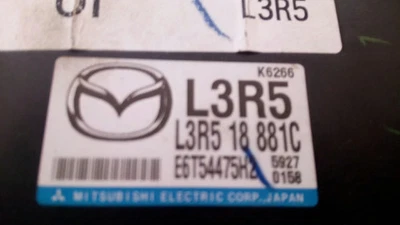 L3R5
K6266
L3R5
L3R5 18 881C
E6T54475H2 5927
0158
MITSUBISHI ELECTRIC CORP. JAPAN